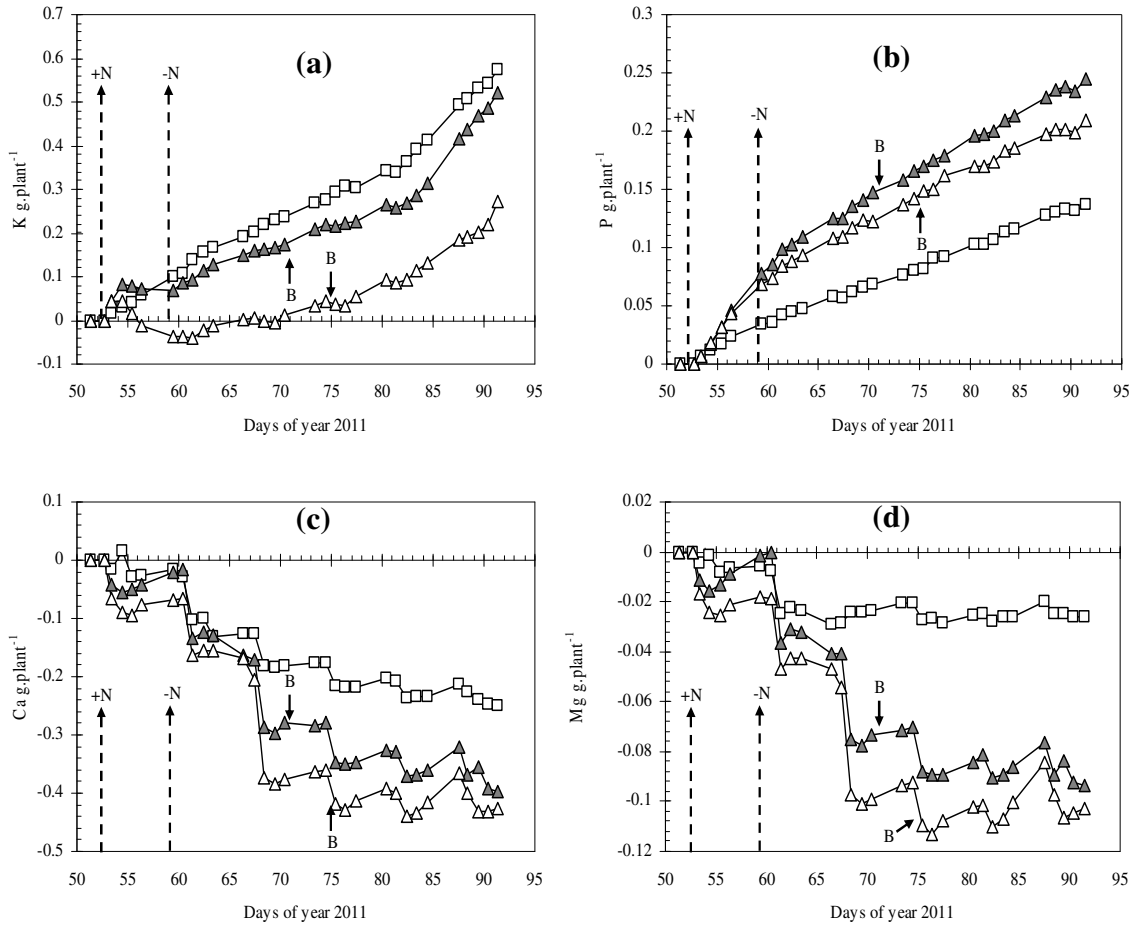 (a)
K g.plant-1
0.7
0.6
0.5
0.4
0.3
0.2
0.1
0
-0.1
+N
-N
B
B
50 55 60 65 70 75 80 85 90 95
Days of year 2011
(b)
P g.plant-1
0.3
0.25
0.2
0.15
0.1
0.05
0
+N
-N
B
B
50 55 60 65 70 75 80 85 90 95
Days of year 2011
(c)
Ca g.plant-1
0.1
0
-0.1
-0.2
-0.3
-0.4
-0.5
+N
-N
B
B
50 55 60 65 70 75 80 85 90 95
Days of year 2011
(d)
Mg g.plant-1
0.02
0
-0.02
-0.04
-0.06
-0.08
-0.1
-0.12
+N
-N
B
B
50 55 60 65 70 75 80 85 90 95
Days of year 2011